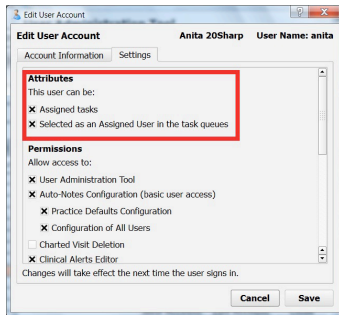 Edit User Account
Edit User Account Anita 20Sharp User Name: anita
Account Information Settings
Attributes
This user can be:
Assigned tasks
Selected as an Assigned User in the task queues
Permissions
Allow access to:
User Administration Tool
Auto-Notes Configuration (basic user access)
Practice Defaults Configuration
Configuration of All Users
Charted Visit Deletion
Clinical Alerts Editor
Changes will take effect the next time the user signs in.
Cancel Save